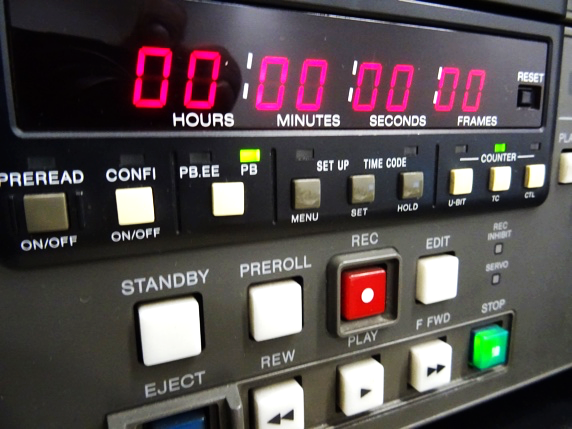 00 00 00 00
RESET
HOURS MINUTES SECONDS FRAMES
PREREAD CONFI PB.EE PB SET UP TIME CODE COUNTER
MENU SET HOLD U-BIT TC CTL
ON/OFF ON/OFF
REC INHIBIT
STANDBY PREROLL REC EDIT
SERVO
EJECT REW PLAY F FWD STOP